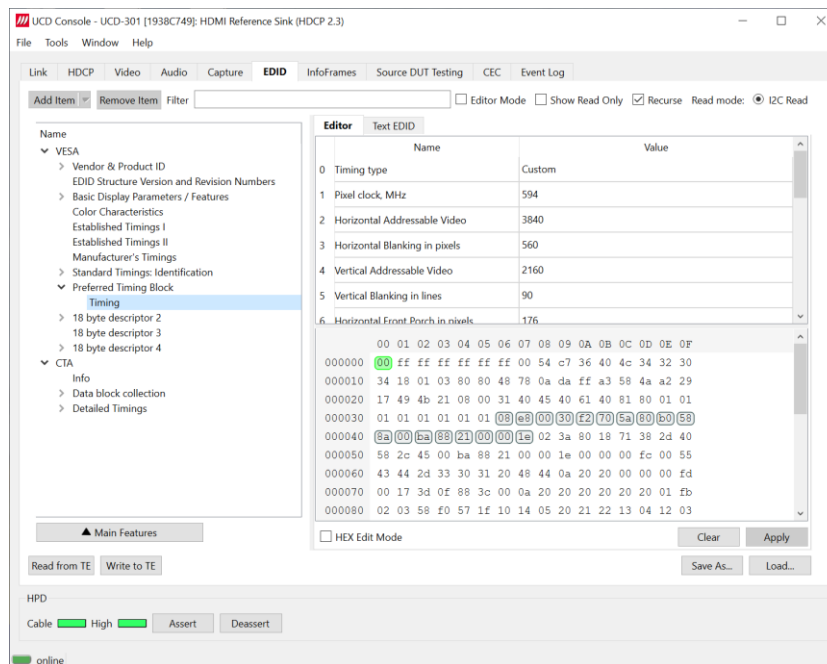 UCD Console - UCD-301 [1938C749]: HDMI Reference Sink (HDCP 2.3)
File Tools Window Help
Link HDCP Video Audio Capture EDID InfoFrames Source DUT Testing CEC Event Log
Add Item Remove Item Filter Editor Mode Show Read Only Recurse Read mode: I2C Read
Name
VESA
Vendor & Product ID
EDID Structure Version and Revision Numbers
Basic Display Parameters / Features
Color Characteristics
Established Timings I
Established Timings II
Manufacturer's Timings
Standard Timings: Identification
Preferred Timing Block
Timing
18 byte descriptor 2
18 byte descriptor 3
18 byte descriptor 4
CTA
Info
Data block collection
Detailed Timings
Main Features
Editor Text EDID
Name Value
0 Timing type Custom
1 Pixel clock, MHz 594
2 Horizontal Addressable Video 3840
3 Horizontal Blanking in pixels 560
4 Vertical Addressable Video 2160
5 Vertical Blanking in lines 90
6 Horizontal Front Porch in pixels 176
00 01 02 03 04 05 06 07 08 09 0A 0B 0C 0D 0E 0F
000000 00 ff ff ff ff ff ff 00 54 c7 36 40 4c 34 32 30
000010 34 18 01 03 80 80 48 78 0a da ff a3 58 4a a2 29
000020 17 49 4b 21 08 00 31 40 45 40 61 40 81 80 01 01
000030 01 01 01 01 01 01 08 e8 00 30 f2 70 5a 80 b0 58
000040 8a 00 ba 88 21 00 00 1e 02 3a 80 18 71 38 2d 40
000050 58 2c 45 00 ba 88 21 00 00 1e 00 00 00 fc 00 55
000060 43 44 2d 33 30 31 20 48 44 0a 20 20 00 00 00 fd
000070 00 17 3d 0f 88 3c 00 0a 20 20 20 20 20 20 01 fb
000080 02 03 58 f0 57 1f 10 14 05 20 21 22 13 04 12 03
HEX Edit Mode Clear Apply
Read from TE Write to TE Save As... Load...
HPD
Cable High Assert Deassert
online